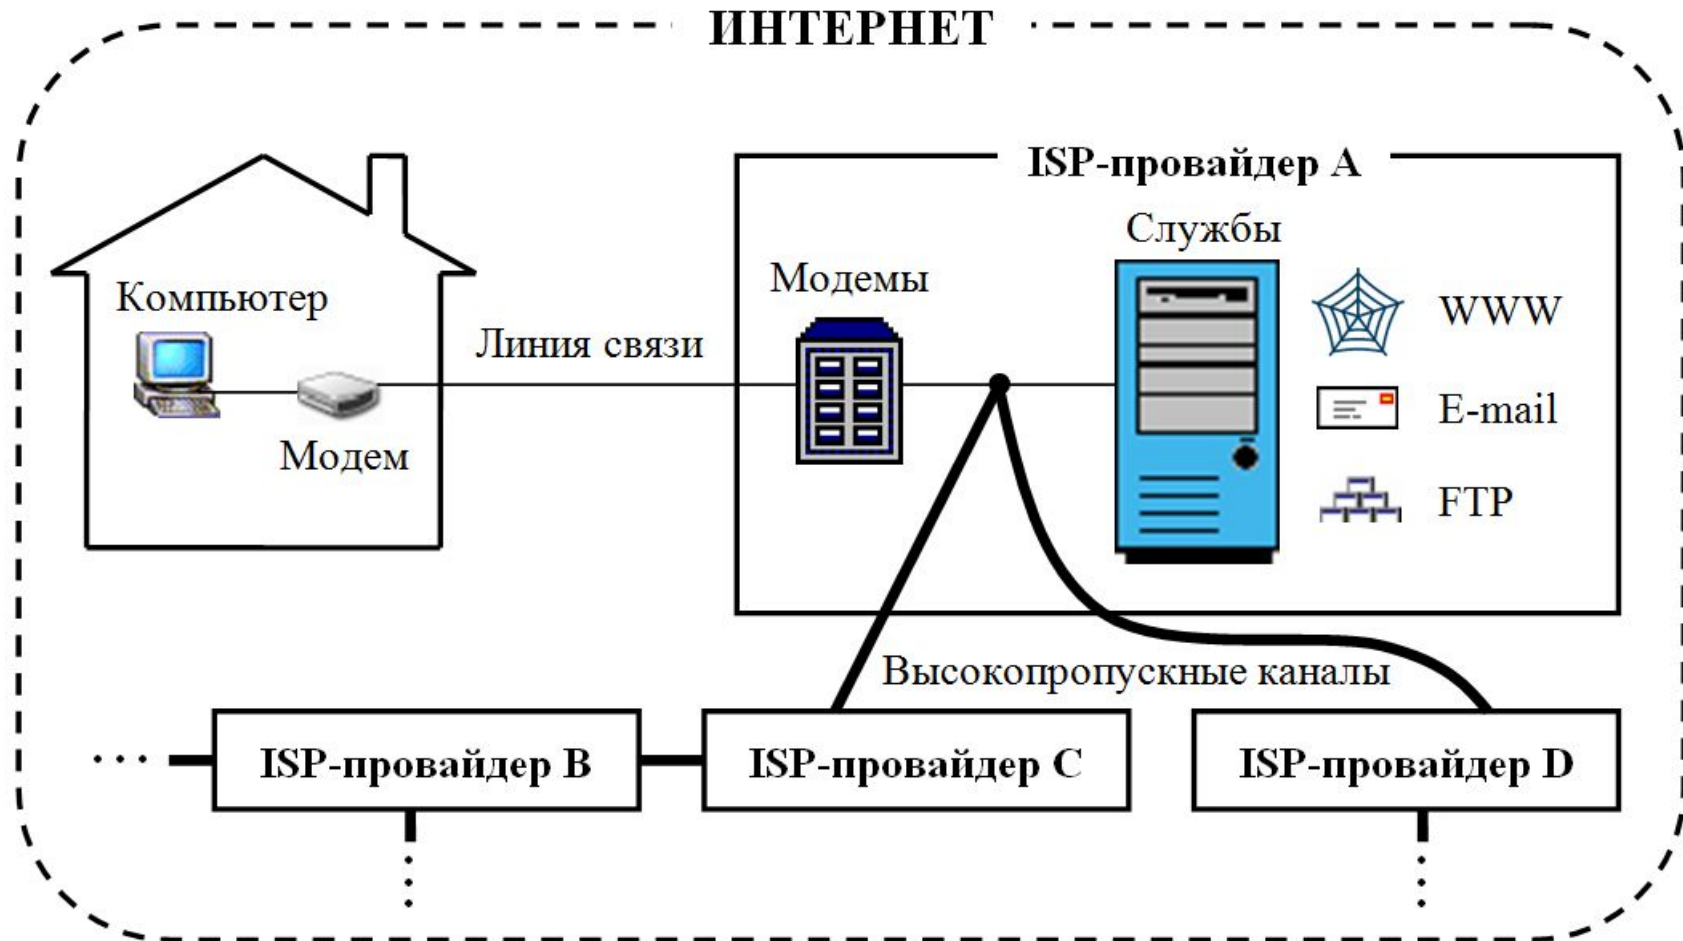 ИНТЕРНЕТ
ISP-провайдер A
Службы
Модемы
Компьютер
WWW
Линия связи
E-mail
Модем
FTP
Высокопропускные каналы
ISP-провайдер B
ISP-провайдер C
ISP-провайдер D